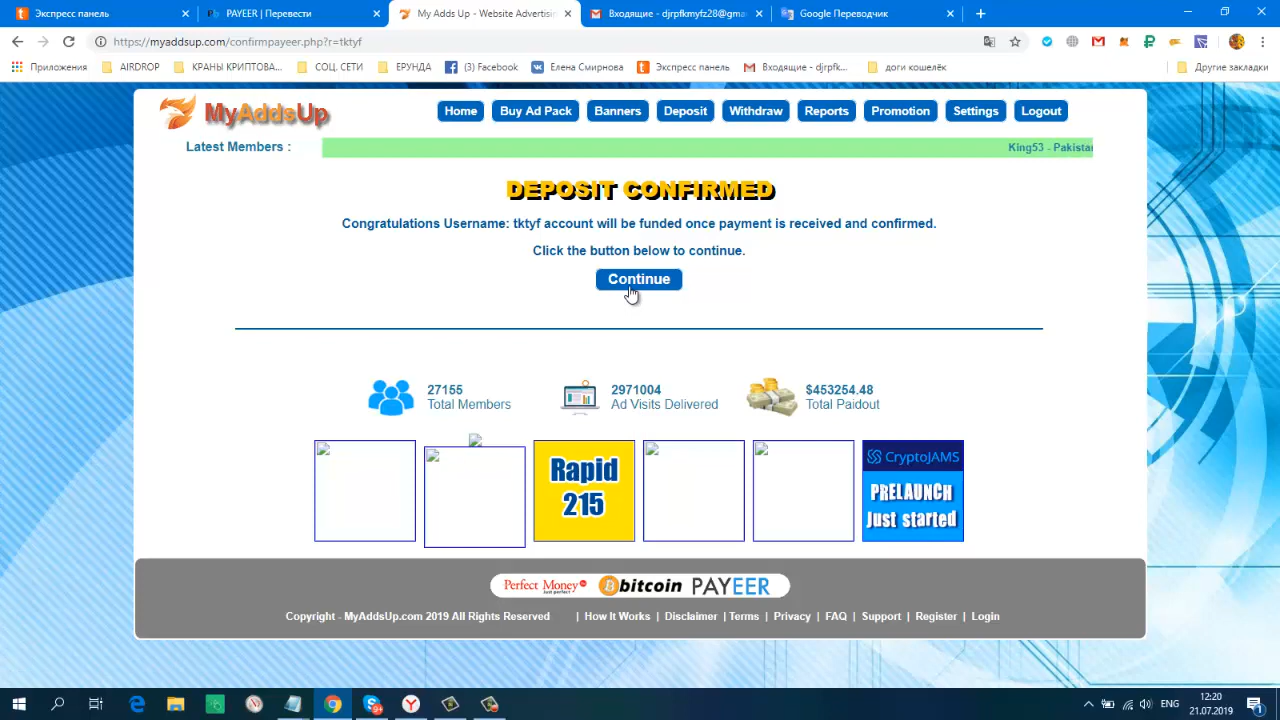 Экспресс панель
PAYEER | Перевести
My Adds Up - Website Advertisin
Входящие - djrpfkmyfz28@gma
Google Переводчик
https://myaddsup.com/confirmpayeer.php?r=tktyf
Приложения
AIRDROP
КРАНЫ КРИПТОВА...
СОЦ. СЕТИ
ЕРУНДА
(3) Facebook
Елена Смирнова
Экспресс панель
Входящие - djrpfk...
доги кошелёк
Другие закладки
MyAddsUp
Home
Buy Ad Pack
Banners
Deposit
Withdraw
Reports
Promotion
Settings
Logout
Latest Members :
King53 - Pakistan
DEPOSIT CONFIRMED
Congratulations Username: tktyf account will be funded once payment is received and confirmed.
Click the button below to continue.
Continue
27155
Total Members
2971004
Ad Visits Delivered
$453254.48
Total Paidout
Rapid
215
CryptoJAMS
PRELAUNCH
Just started
Perfect Money
Just perfect
bitcoin
PAYEER
Copyright - MyAddsUp.com 2019 All Rights Reserved | How It Works | Disclaimer | Terms | Privacy | FAQ | Support | Register | Login
ENG
12:20
21.07.2019